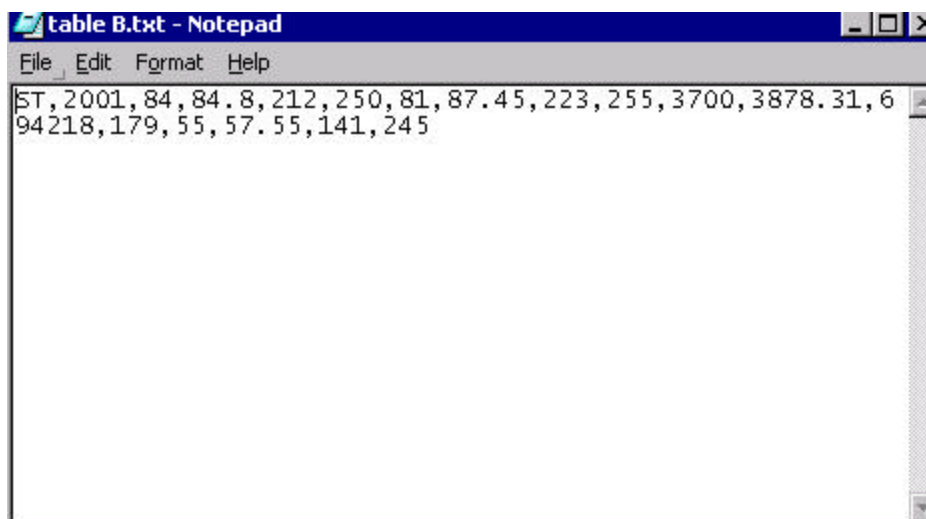 table B.txt - Notepad
File Edit Format Help
ST,2001,84,84.8,212,250,81,87.45,223,255,3700,3878.31,6
94218,179,55,57.55,141,245